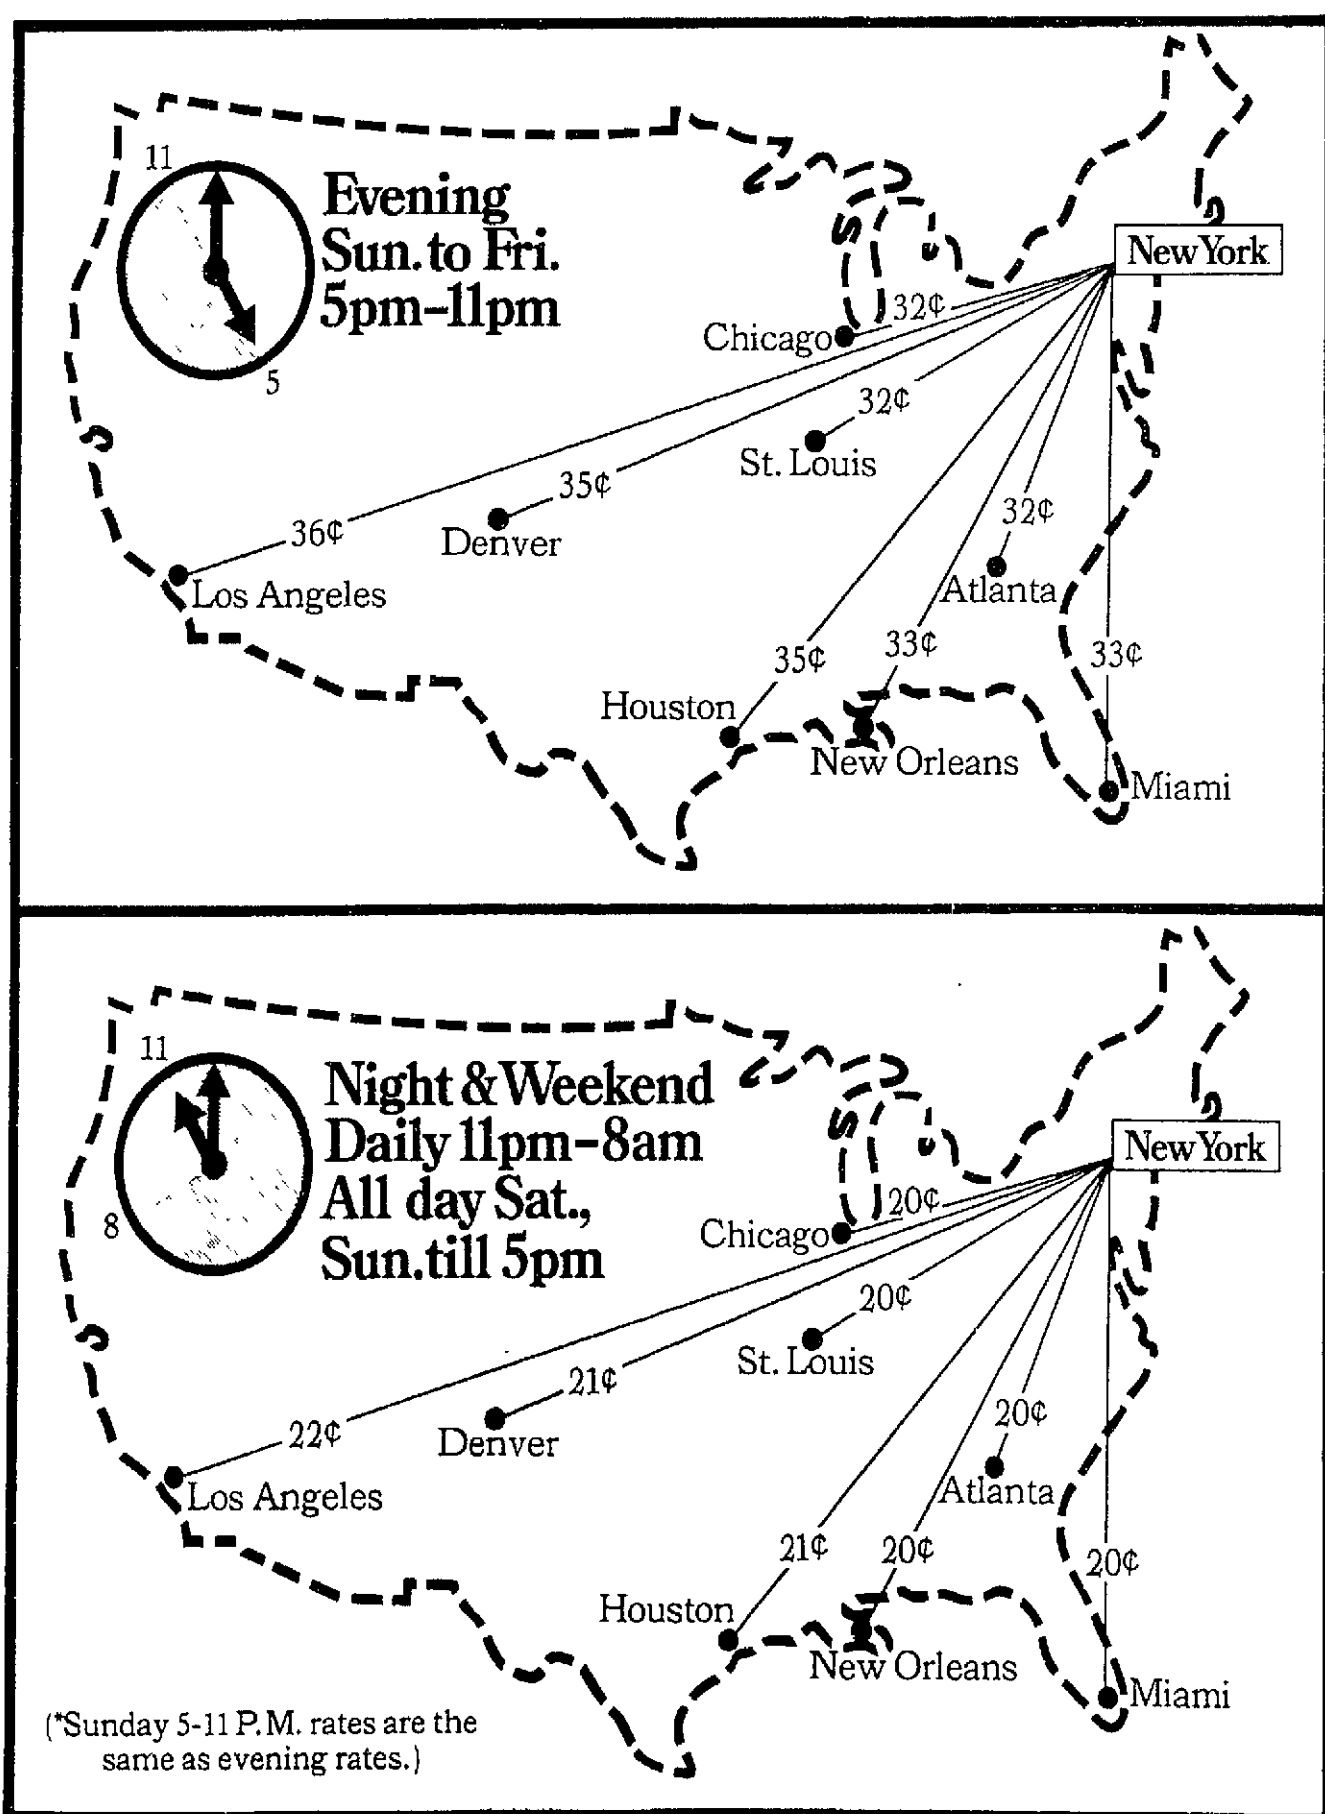 11
Evening
Sun. to Fri.
5pm–11pm
5
New York
32¢
Chicago
32¢
St. Louis
35¢
Denver
36¢
Los Angeles
32¢
Atlanta
33¢
New Orleans
35¢
Houston
33¢
Miami
11
Night & Weekend
Daily 11pm–8am
All day Sat.,
Sun. till 5pm
8
New York
20¢
Chicago
20¢
St. Louis
21¢
Denver
22¢
Los Angeles
20¢
Atlanta
21¢
20¢
20¢
Houston
New Orleans
Miami
(*Sunday 5-11 P.M. rates are the
same as evening rates.)